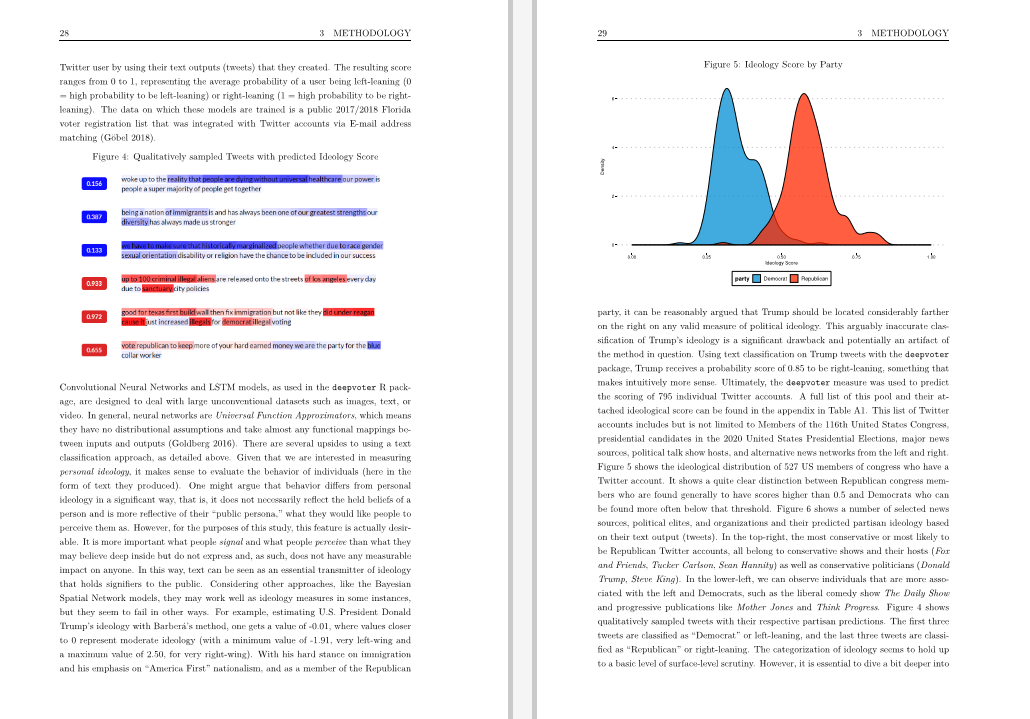 28
3 METHODOLOGY
Twitter user by using their text outputs (tweets) that they created. The resulting score
ranges from 0 to 1, representing the average probability of a user being left-leaning (0
= high probability to be left-leaning) or right-leaning (1 = high probability to be right-
leaning). The data on which these models are trained is a public 2017/2018 Florida
voter registration list that was integrated with Twitter accounts via E-mail address
matching (Göbel 2018).
Figure 4: Qualitatively sampled Tweets with predicted Ideology Score
0.156
woke up to the reality that people are dying without universal healthcare our power is
people a super majority of people get together
0.387
being a nation of immigrants is and has always been one of our greatest strengths our
diversity has always made us stronger
0.133
we have to make sure that historically marginalized people whether due to race gender
sexual orientation disability or religion have the chance to be included in our success
0.933
up to 100 criminal illegal aliens are released onto the streets of los angeles every day
due to sanctuary city policies
0.972
good for texas first build wall then fix immigration but not like they did under reagan
cause it just increased illegals for democrat illegal voting
0.655
vote republican to keep more of your hard earned money we are the party for the blue
collar worker
Convolutional Neural Networks and LSTM models, as used in the deepvoter R pack-
age, are designed to deal with large unconventional datasets such as images, text, or
video. In general, neural networks are Universal Function Approximators, which means
they have no distributional assumptions and take almost any functional mappings be-
tween inputs and outputs (Goldberg 2016). There are several upsides to using a text
classification approach, as detailed above. Given that we are interested in measuring
personal ideology, it makes sense to evaluate the behavior of individuals (here in the
form of text they produced). One might argue that behavior differs from personal
ideology in a significant way, that is, it does not necessarily reflect the held beliefs of a
person and is more reflective of their “public persona,” what they would like people to
perceive them as. However, for the purposes of this study, this feature is actually desir-
able. It is more important what people signal and what people perceive than what they
may believe deep inside but do not express and, as such, does not have any measurable
impact on anyone. In this way, text can be seen as an essential transmitter of ideology
that holds signifiers to the public. Considering other approaches, like the Bayesian
Spatial Network models, they may work well as ideology measures in some instances,
but they seem to fail in other ways. For example, estimating U.S. President Donald
Trump’s ideology with Barberá’s method, one gets a value of -0.01, where values closer
to 0 represent moderate ideology (with a minimum value of -1.91, very left-wing and
a maximum value of 2.50, for very right-wing). With his hard stance on immigration
and his emphasis on “America First” nationalism, and as a member of the Republican
29
3 METHODOLOGY
Figure 5: Ideology Score by Party
Density
6
4
2
0
0.00 0.25 0.50 0.75 1.00
Ideology Score
party Democrat Republican
party, it can be reasonably argued that Trump should be located considerably farther
on the right on any valid measure of political ideology. This arguably inaccurate clas-
sification of Trump’s ideology is a significant drawback and potentially an artifact of
the method in question. Using text classification on Trump tweets with the deepvoter
package, Trump receives a probability score of 0.85 to be right-leaning, something that
makes intuitively more sense. Ultimately, the deepvoter measure was used to predict
the scoring of 795 individual Twitter accounts. A full list of this pool and their at-
tached ideological score can be found in the appendix in Table A1. This list of Twitter
accounts includes but is not limited to Members of the 116th United States Congress,
presidential candidates in the 2020 United States Presidential Elections, major news
sources, political talk show hosts, and alternative news networks from the left and right.
Figure 5 shows the ideological distribution of 527 US members of congress who have a
Twitter account. It shows a quite clear distinction between Republican congress mem-
bers who are found generally to have scores higher than 0.5 and Democrats who can
be found more often below that threshold. Figure 6 shows a number of selected news
sources, political elites, and organizations and their predicted partisan ideology based
on their text output (tweets). In the top-right, the most conservative or most likely to
be Republican Twitter accounts, all belong to conservative shows and their hosts (Fox
and Friends, Tucker Carlson, Sean Hannity) as well as conservative politicians (Donald
Trump, Steve King). In the lower-left, we can observe individuals that are more asso-
ciated with the left and Democrats, such as the liberal comedy show The Daily Show
and progressive publications like Mother Jones and Think Progress. Figure 4 shows
qualitatively sampled tweets with their respective partisan predictions. The first three
tweets are classified as “Democrat” or left-leaning, and the last three tweets are classi-
fied as “Republican” or right-leaning. The categorization of ideology seems to hold up
to a basic level of surface-level scrutiny. However, it is essential to dive a bit deeper into